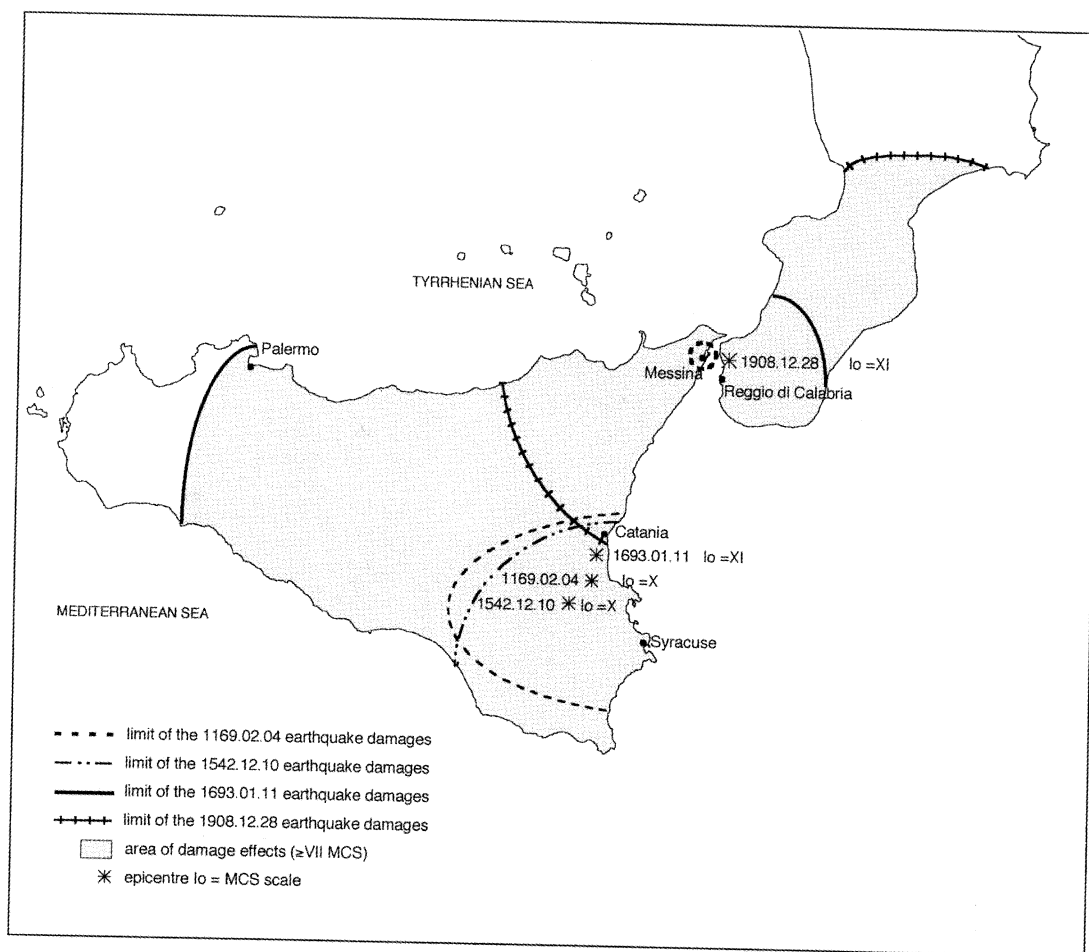 TYRRHENIAN SEA
Palermo
Messina
1908.12.28 Io =XI
Reggio di Calabria
Catania
1693.01.11 Io =XI
1169.02.04 Io =X
1542.12.10 Io =X
MEDITERRANEAN SEA
Syracuse
limit of the 1169.02.04 earthquake damages
limit of the 1542.12.10 earthquake damages
limit of the 1693.01.11 earthquake damages
limit of the 1908.12.28 earthquake damages
area of damage effects (≥VII MCS)
epicentre Io = MCS scale